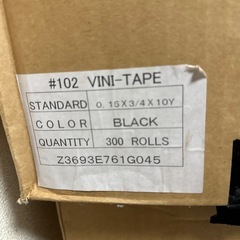 #102 VINI-TAPE
STANDARD 0.15X3/4X10Y
COLOR BLACK
QUANTITY 300 ROLLS
Z3693E761G045